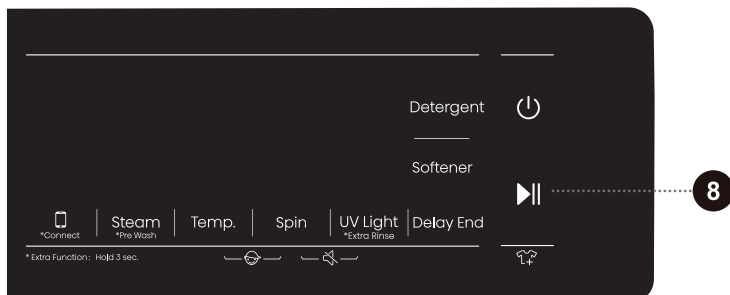 Detergent
Softener
8
Steam Temp. Spin UV Light Delay End
*Connect *Pre Wash *Extra Rinse
* Extra Function: Hold 3 sec.